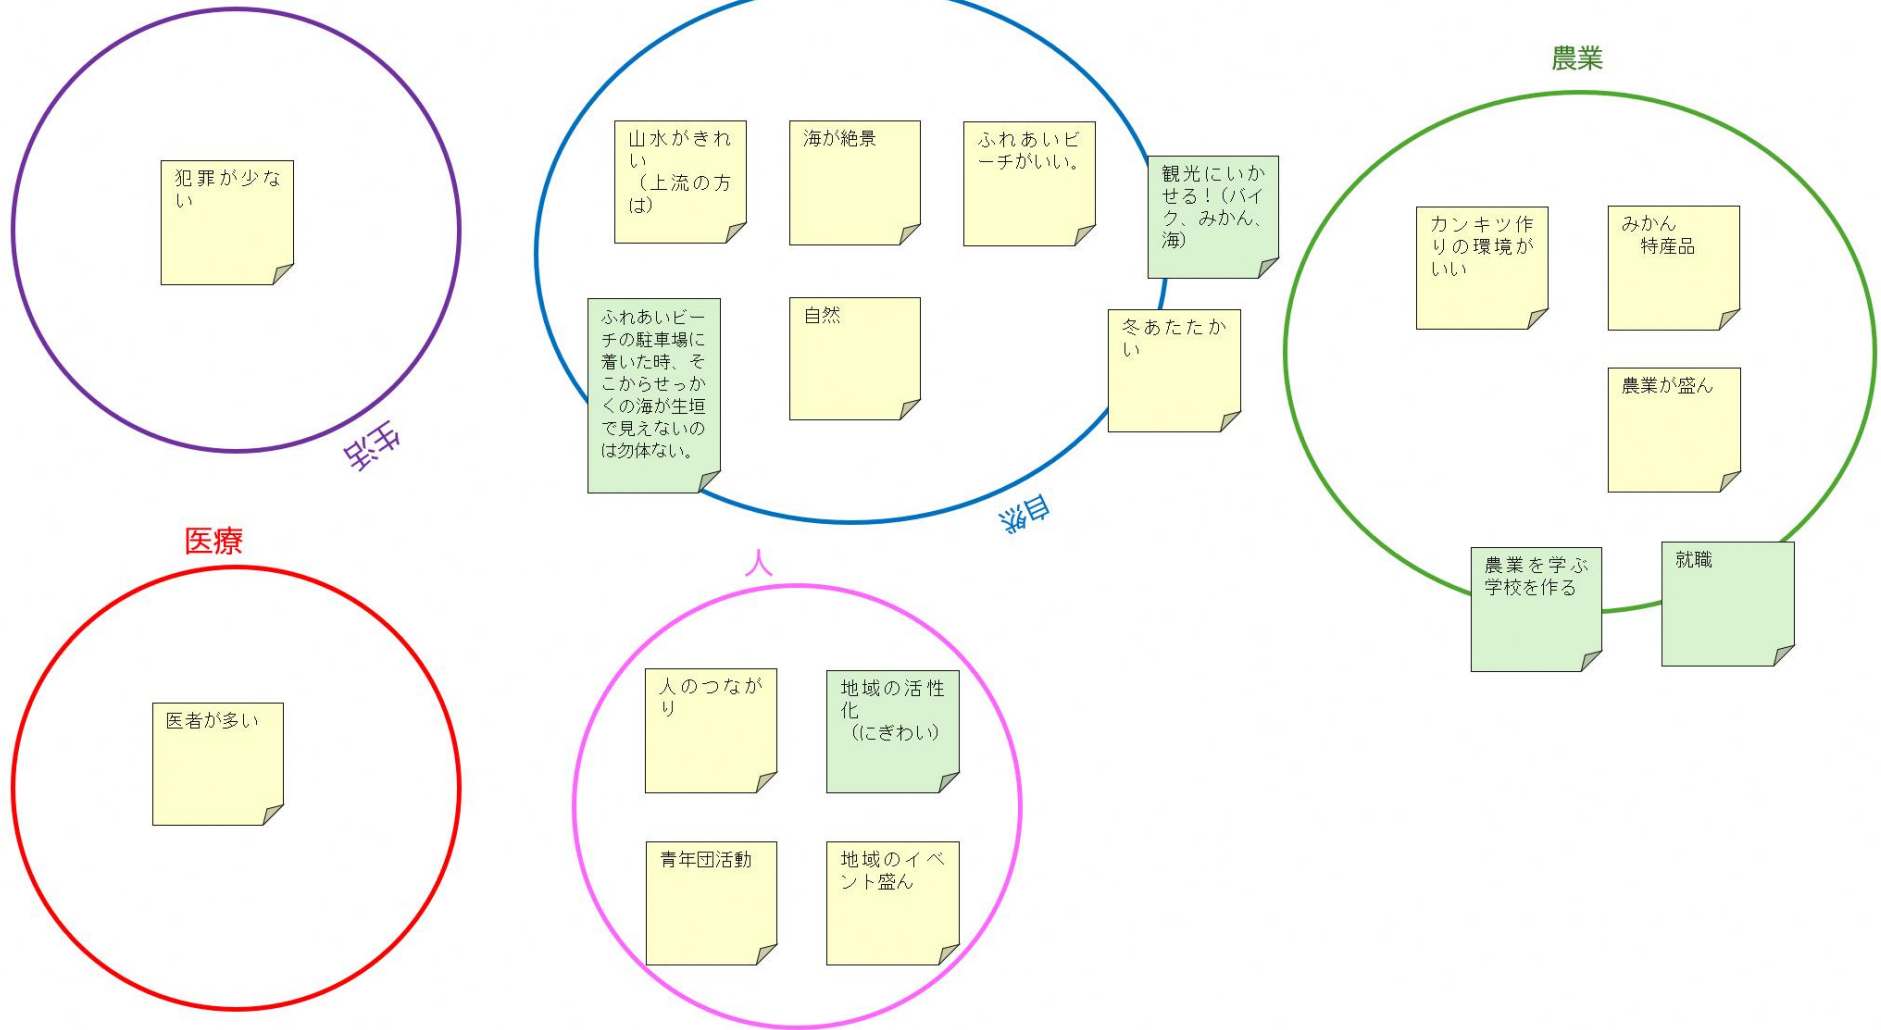 犯罪が少な
い
生活
山水がきれ
い
（上流の方
は）
海が絶景
ふれあいビ
ーチがいい。
観光にいか
せる！（バイ
ク、みかん、
海）
ふれあいビー
チの駐車場に
着いた時、そ
こからせっか
くの海が生垣
で見えないの
は勿体ない。
自然
冬あたたか
い
自然
農業
カンキツ作
りの環境が
いい
みかん
特産品
農業が盛ん
農業を学ぶ
学校を作る
就職
医療
医者が多い
人
人のつなが
り
地域の活性
化
（にぎわい）
青年団活動
地域のイベ
ント盛ん